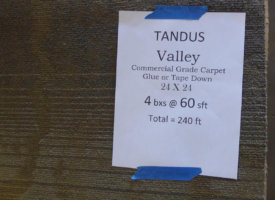 TANDUS
Valley
Commercial Grade Carpet
Glue or Tape Down
24 X 24
4 bxs @ 60 sft
Total = 240 ft